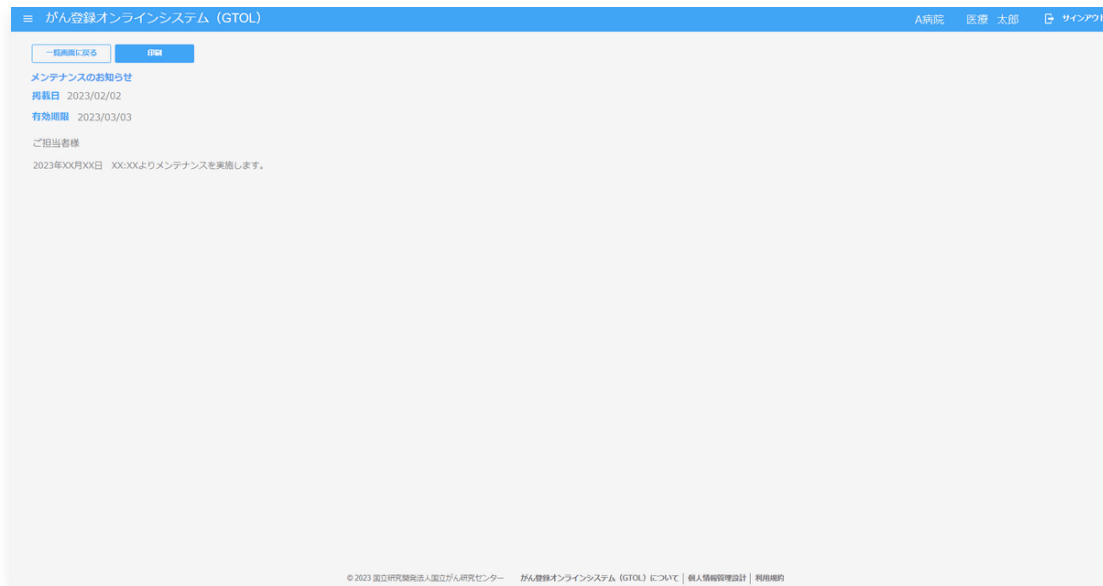 ≡ がん登録オンラインシステム（GTOL） A病院 医療 太郎 サインアウト
一覧画面に戻る 印刷
メンテナンスのお知らせ
掲載日 2023/02/02
有効期限 2023/03/03
ご担当者様
2023年XX月XX日 XX:XXよりメンテナンスを実施します。
© 2023 国立研究開発法人国立がん研究センター がん登録オンラインシステム（GTOL）について | 個人情報管理設計 | 利用規約